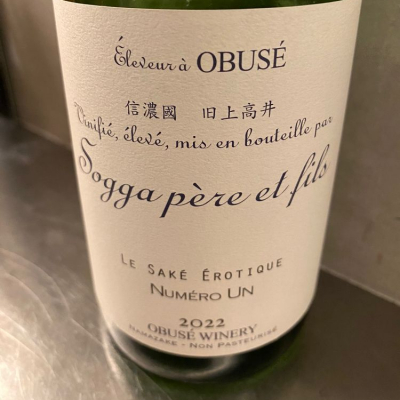 Éleveur à OBUSÉ
信濃國 旧上高井
Vinifié, élevé, mis en bouteille par
Sogga père et fils
LE SAKÉ ÉROTIQUE
NUMÉRO UN
2022
OBUSÉ WINERY
NAMAZAKE - NON PASTEURISÉ